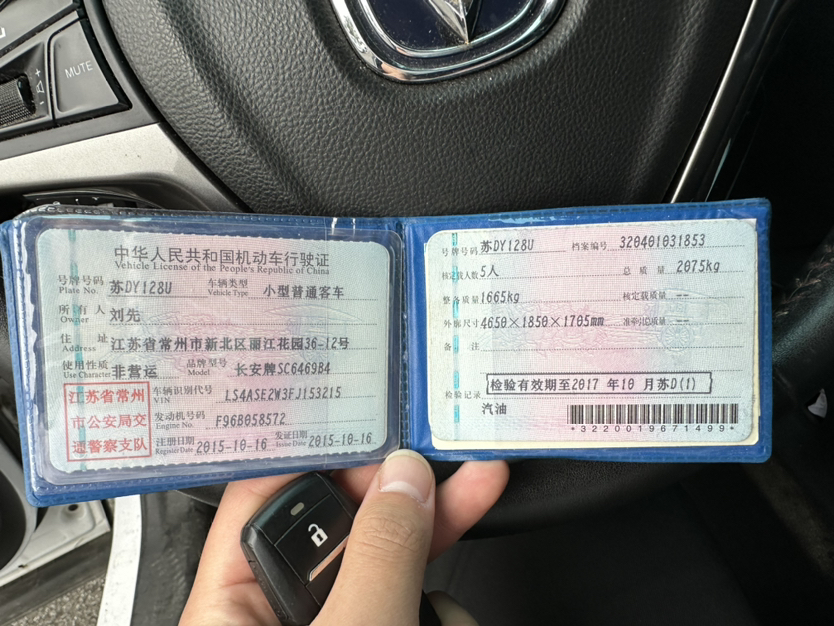 MUTE
中华人民共和国机动车行驶证
Vehicle License of the People's Republic of China
号牌号码 Plate No. 苏DY128U 车辆类型 Vehicle Type 小型普通客车
所有人 Owner 刘先
住址 Address 江苏省常州市新北区丽江花园36-12号
使用性质 Use Character 非营运 品牌型号 Model 长安牌SC6469B4
江苏省常州市公安局交通警察支队
车辆识别代号 VIN LS4ASE2W3FJ153215
发动机号码 Engine No. F96B058572
注册日期 Register Date 2015-10-16 发证日期 Issue Date 2015-10-16
号牌号码 苏DY128U 档案编号 320401031853
核定载人数 5人 总质量 2075kg
整备质量 1665kg 核定载质量 --
外廓尺寸 4650×1850×1705mm 准牵引总质量 --
备注
检验记录 检验有效期至2017年10月苏D(1)
汽油
*3220019671499*